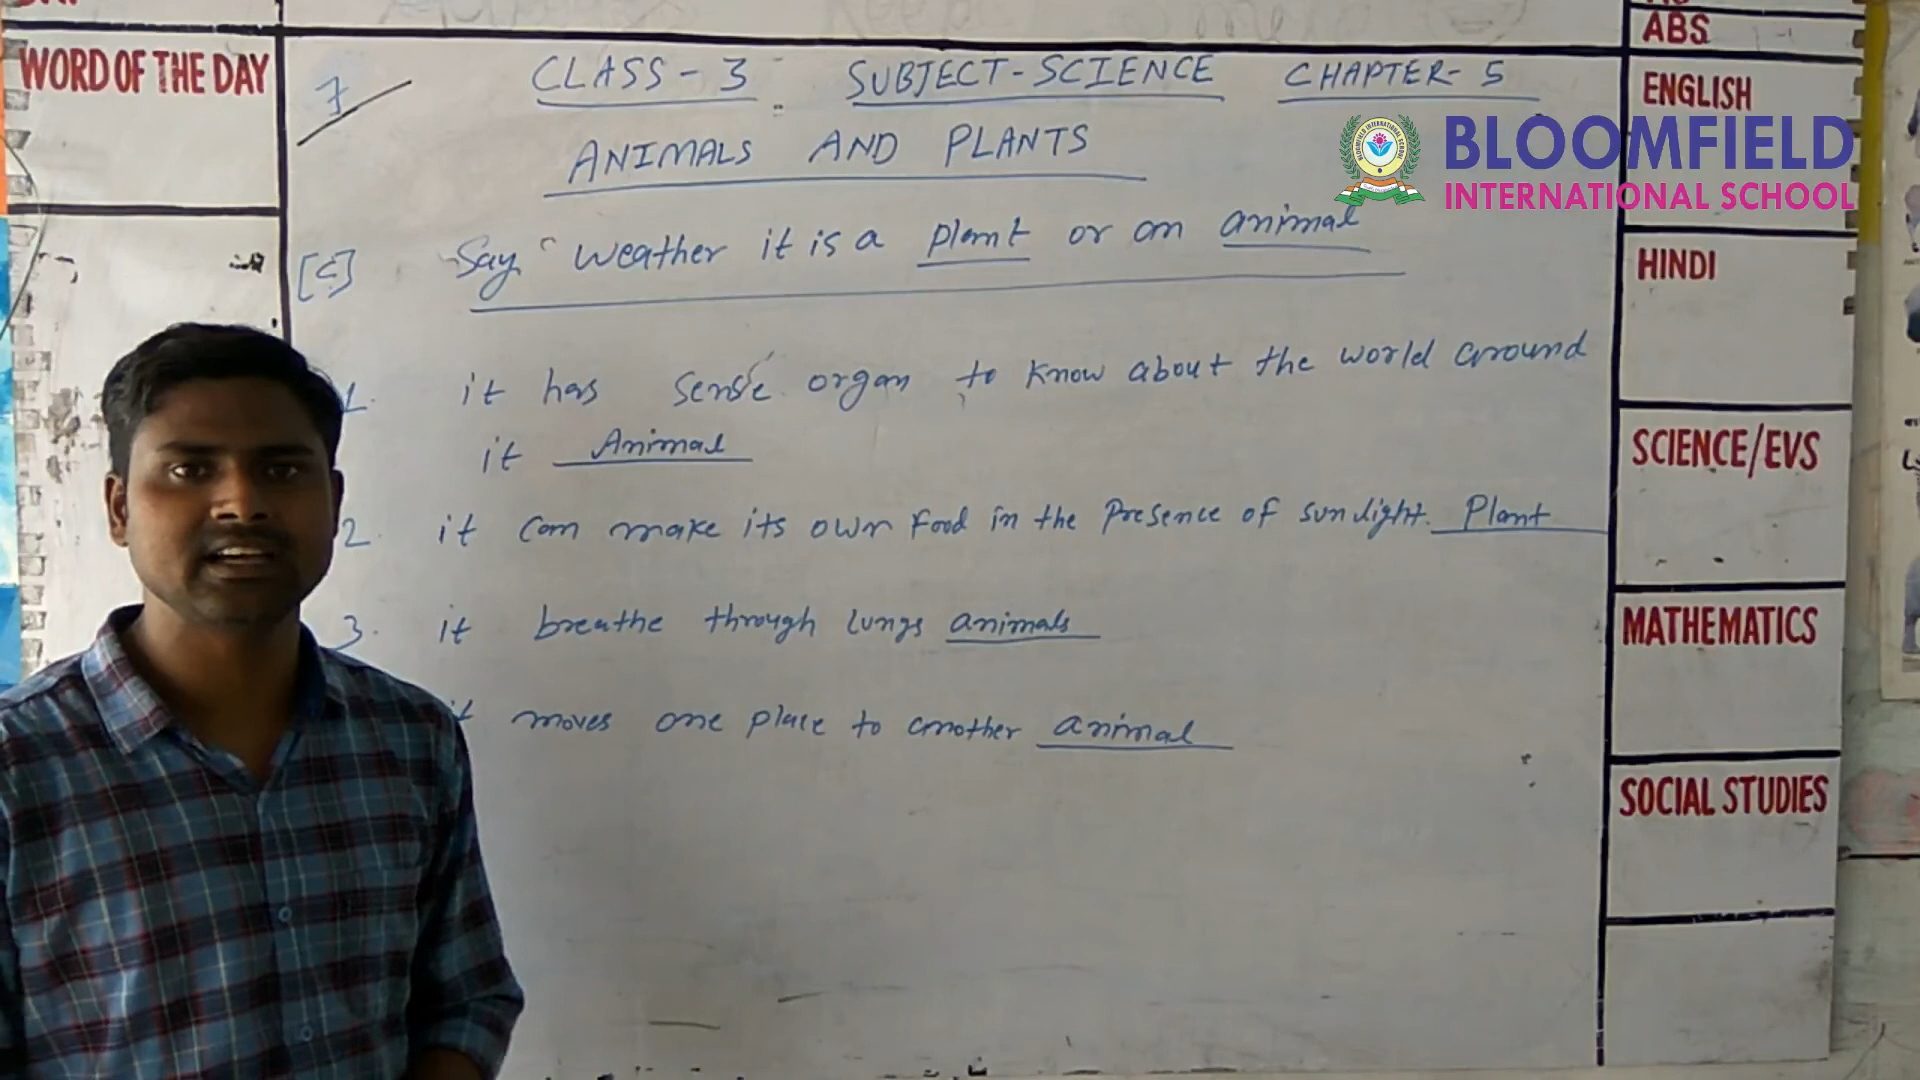 ABS
WORD OF THE DAY
7
CLASS-3 SUBJECT-SCIENCE CHAPTER-5
ENGLISH
BLOOMFIELD
INTERNATIONAL SCHOOL
ANIMALS AND PLANTS
[C] Say weather it is a plant or an animal
HINDI
1. it has sense organ to know about the world around
it Animal
SCIENCE/EVS
2. it can make its own food in the presence of sunlight. Plant
3. it breathe through lungs animals
MATHEMATICS
it moves one place to another animal
SOCIAL STUDIES